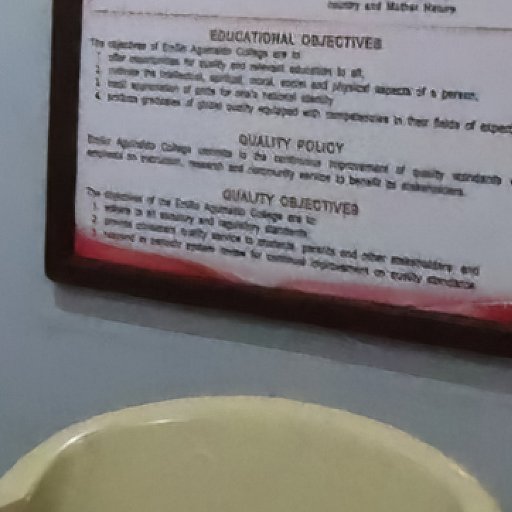 country and Mother Nature.
EDUCATIONAL OBJECTIVES
The objectives of Emilio Aguinaldo College are to:
1. offer opportunities for quality and relevant education to all,
2. cultivate the intellectual, spiritual, moral, social and physical aspects of a person,
3. instill appreciation of pride for one's national identity
4. produce graduates of global quality equipped with competencies in their fields of
QUALITY POLICY
Emilio Aguinaldo College commits to the continuous improvement of quality standards
emphasis on instruction, research and community service to benefit its stakeholders.
QUALITY OBJECTIVES
The objectives of the Emilio Aguinaldo College are to:
1. adhere to all statutory and regulatory standards,
2. provide consistent quality service to students, parents and other stakeholders, and
3. respond to periodic review for continual improvement on quality standards.